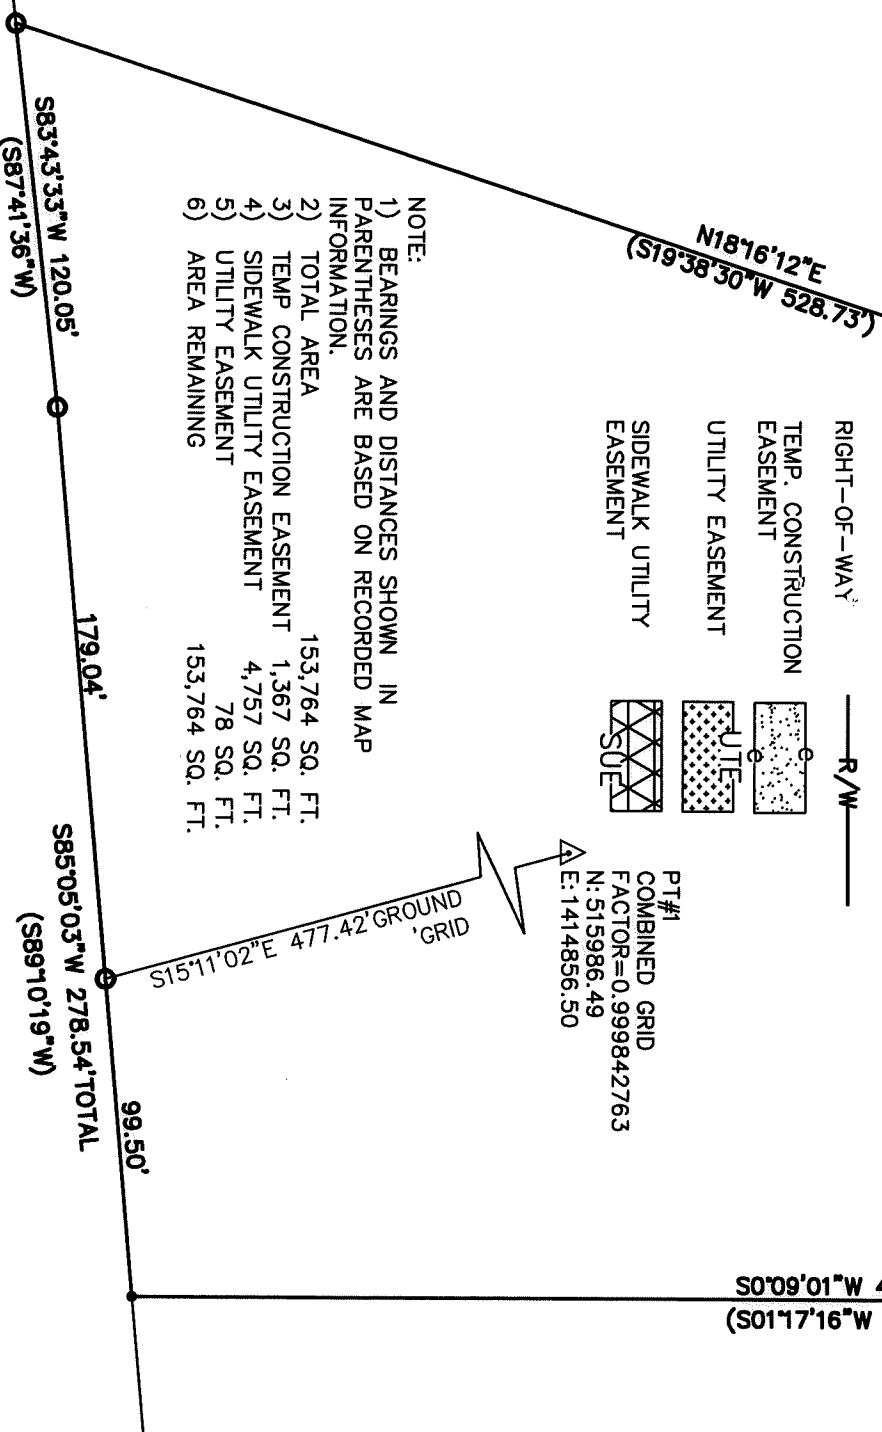 N18°16'12"E
(S19°38'30"W 528.73')
RIGHT-OF-WAY
R/W
TEMP. CONSTRUCTION
EASEMENT
C
C
UTILITY EASEMENT
UTE
SIDEWALK UTILITY
EASEMENT
SUE
PT#1
COMBINED GRID
FACTOR=0.999842763
N: 515986.49
E: 1414856.50
NOTE:
1) BEARINGS AND DISTANCES SHOWN IN
PARENTHESES ARE BASED ON RECORDED MAP
INFORMATION.
2) TOTAL AREA 153,764 SQ. FT.
3) TEMP CONSTRUCTION EASEMENT 1,367 SQ. FT.
4) SIDEWALK UTILITY EASEMENT 4,757 SQ. FT.
5) UTILITY EASEMENT 78 SQ. FT.
6) AREA REMAINING 153,764 SQ. FT.
S15°11'02"E 477.42'GROUND
'GRID
S83°43'33"W 120.05'
(S87°41'36"W)
179.04'
S85°05'03"W 278.54'TOTAL
(S89°10'19"W)
99.50'
S0°09'01"W
(S01°17'16"W